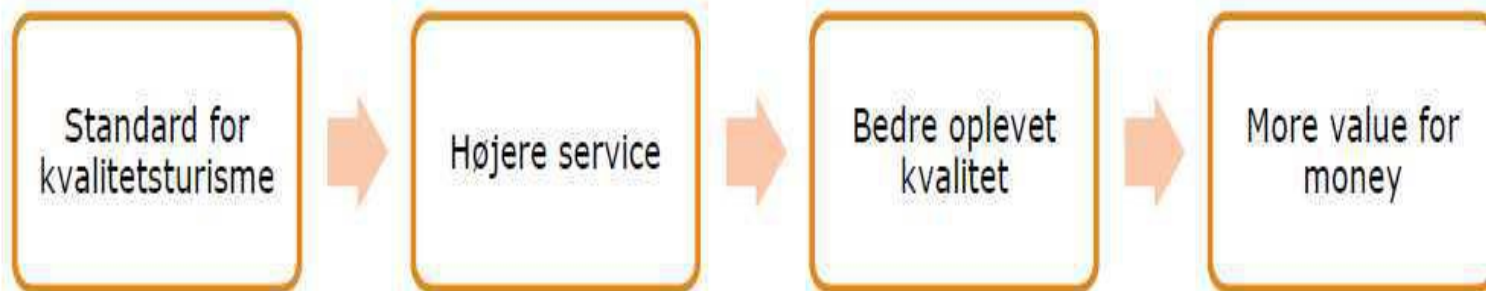 Standard for
kvalitetsturisme
Højere service
Bedre oplevet
kvalitet
More value for
money